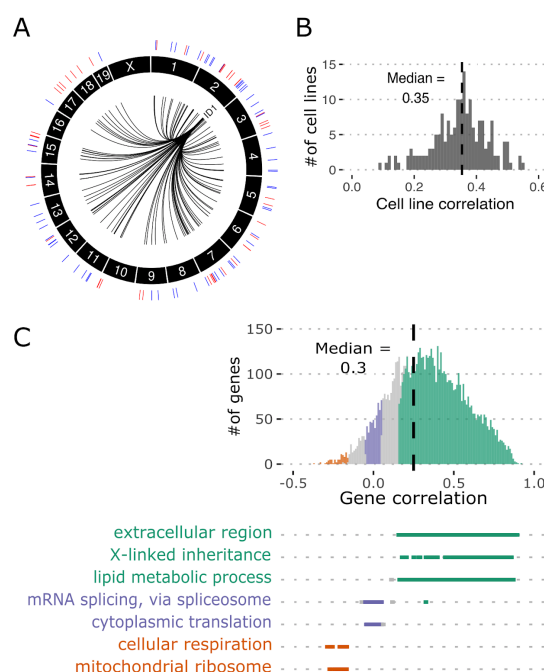 A
X 1 2 3 4 5 6 7 8 9 10 11 12 13 14 15 16 17 18 19
B
Median =
0.35
15
10
5
0
# of cell lines
0.0 0.2 0.4 0.6
Cell line correlation
C
Median =
0.3
150
100
50
0
#of genes
-0.5 0.0 0.5 1.0
Gene correlation
extracellular region
X-linked inheritance
lipid metabolic process
mRNA splicing, via spliceosome
cytoplasmic translation
cellular respiration
mitochondrial ribosome